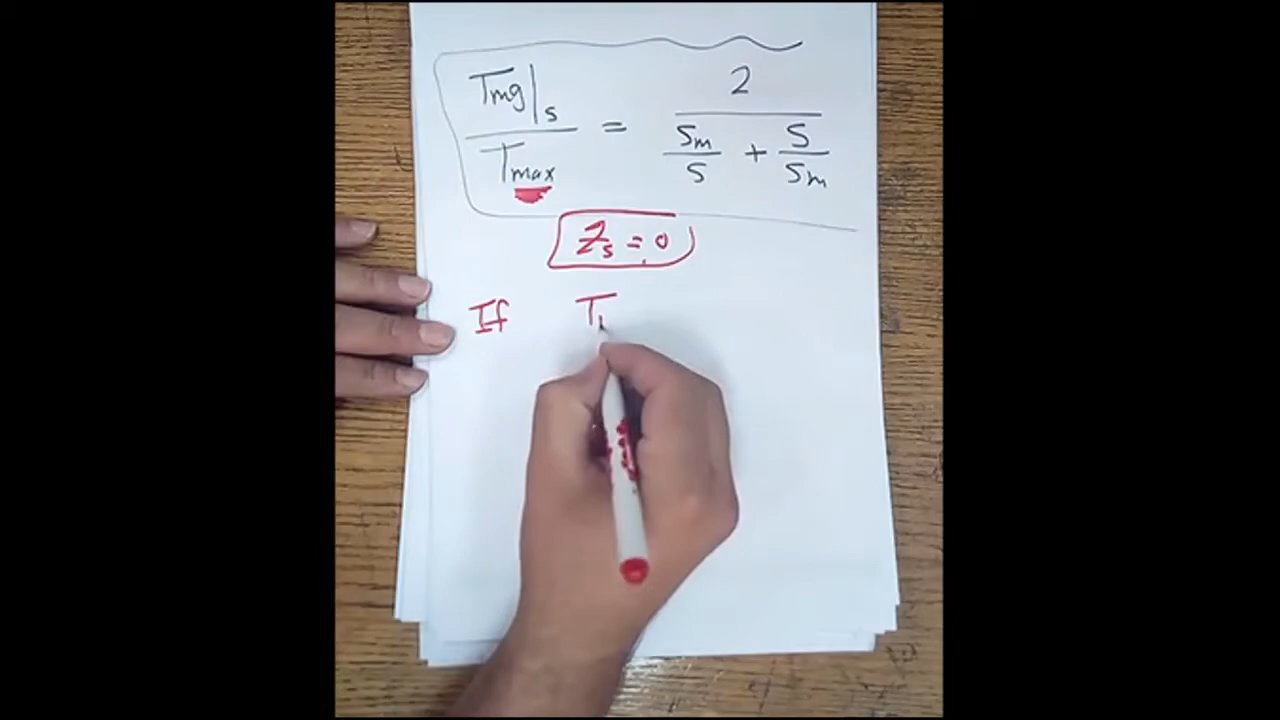 Tmg|s / Tmax = 2 / (Sm/S + S/Sm)
Zs = 0
If T